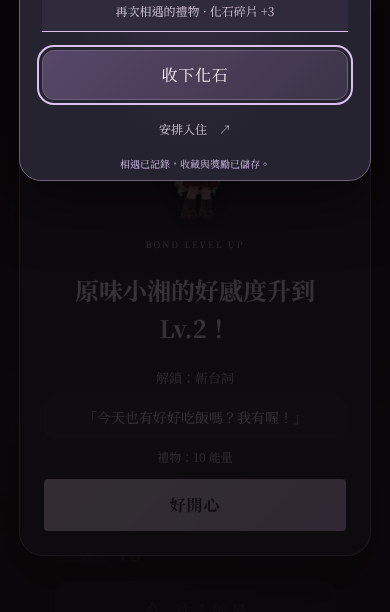 再次相遇的禮物 · 化石碎片 +3
收下化石
安排入住 ↗
相遇已記錄，收藏與獎勵已儲存。
BOND LEVEL UP
原味小湘的好感度升到
Lv.2！
解鎖：新台詞
「今天也有好好吃飯嗎？我有喔！」
禮物：10 能量
好開心